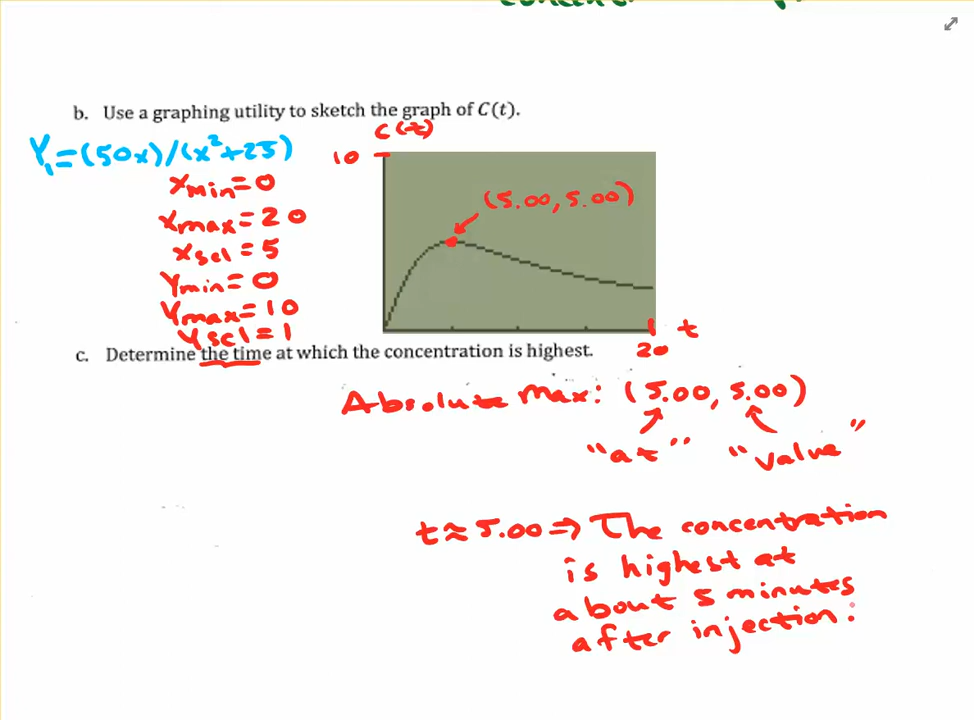 b. Use a graphing utility to sketch the graph of C(t).
C(t)
Y₁=(50x)/(x²+25)
10
xmin=0
(5.00, 5.00)
xmax=20
xscl=5
Ymin=0
Ymax=10
Yscl=1
t
20
c. Determine the time at which the concentration is highest.
Absolute Max: (5.00, 5.00)
"at" "value"
t≈5.00⇒ The concentration
is highest at
about 5 minutes
after injection.